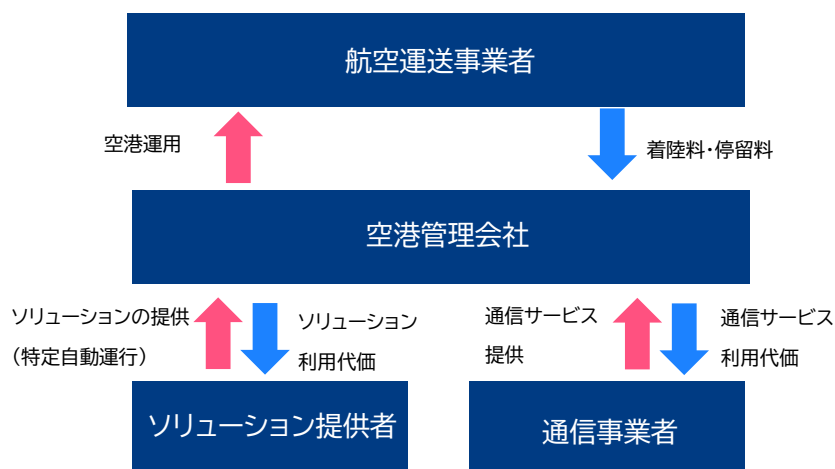 航空運送事業者
空港運用
着陸料・停留料
空港管理会社
ソリューションの提供
（特定自動運行）
ソリューション
利用代価
通信サービス
提供
通信サービス
利用代価
ソリューション提供者
通信事業者